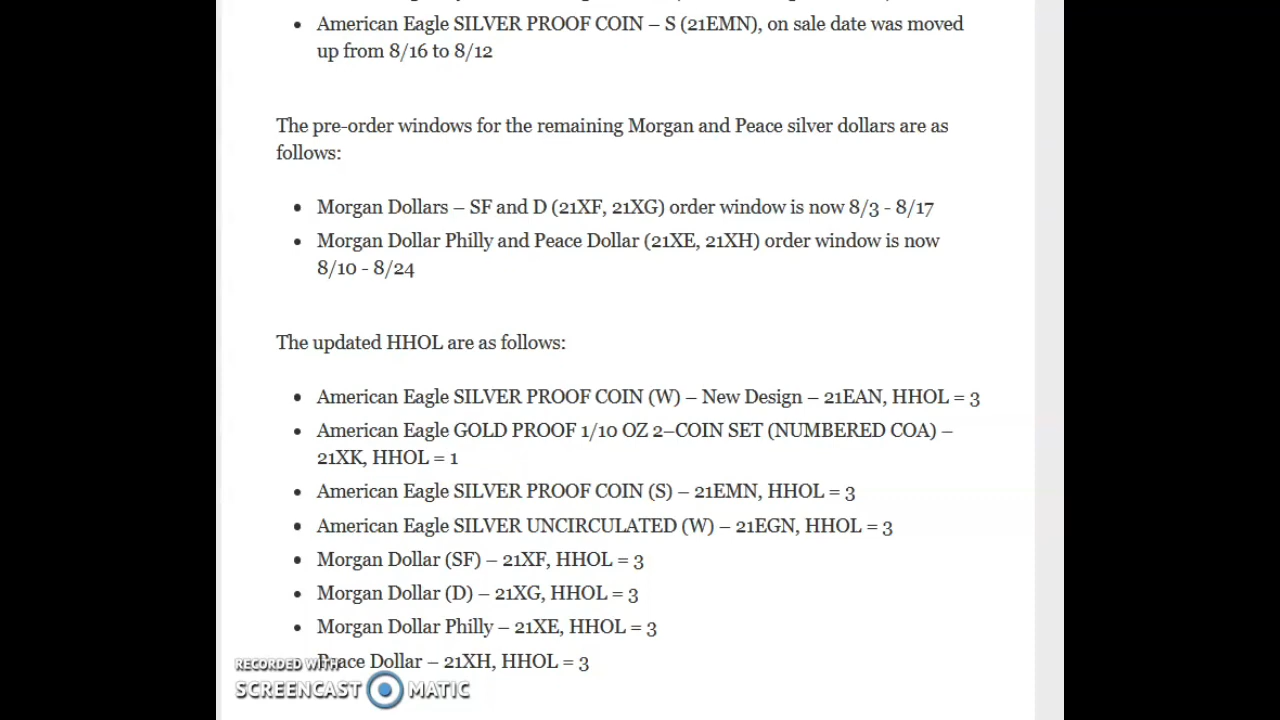 American Eagle SILVER PROOF COIN – S (21EMN), on sale date was moved
up from 8/16 to 8/12
The pre-order windows for the remaining Morgan and Peace silver dollars are as
follows:
Morgan Dollars – SF and D (21XF, 21XG) order window is now 8/3 - 8/17
Morgan Dollar Philly and Peace Dollar (21XE, 21XH) order window is now
8/10 - 8/24
The updated HHOL are as follows:
American Eagle SILVER PROOF COIN (W) – New Design – 21EAN, HHOL = 3
American Eagle GOLD PROOF 1/10 OZ 2–COIN SET (NUMBERED COA) –
21XK, HHOL = 1
American Eagle SILVER PROOF COIN (S) – 21EMN, HHOL = 3
American Eagle SILVER UNCIRCULATED (W) – 21EGN, HHOL = 3
Morgan Dollar (SF) – 21XF, HHOL = 3
Morgan Dollar (D) – 21XG, HHOL = 3
Morgan Dollar Philly – 21XE, HHOL = 3
Peace Dollar – 21XH, HHOL = 3
RECORDED WITH
SCREENCAST MATIC